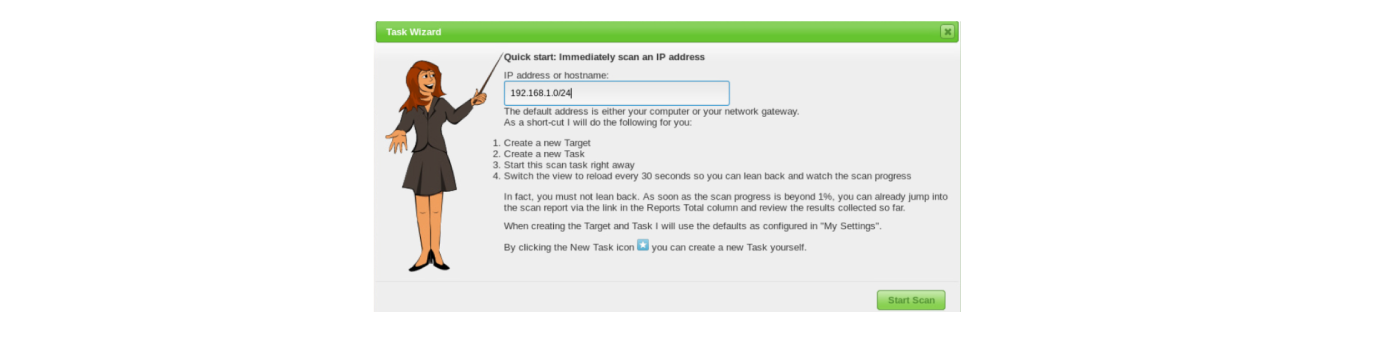 Task Wizard
Quick start: Immediately scan an IP address
IP address or hostname:
192.168.1.0/24
The default address is either your computer or your network gateway.
As a short-cut I will do the following for you:
1. Create a new Target
2. Create a new Task
3. Start this scan task right away
4. Switch the view to reload every 30 seconds so you can lean back and watch the scan progress
In fact, you must not lean back. As soon as the scan progress is beyond 1%, you can already jump into
the scan report via the link in the Reports Total column and review the results collected so far.
When creating the Target and Task I will use the defaults as configured in "My Settings".
By clicking the New Task icon you can create a new Task yourself.
Start Scan